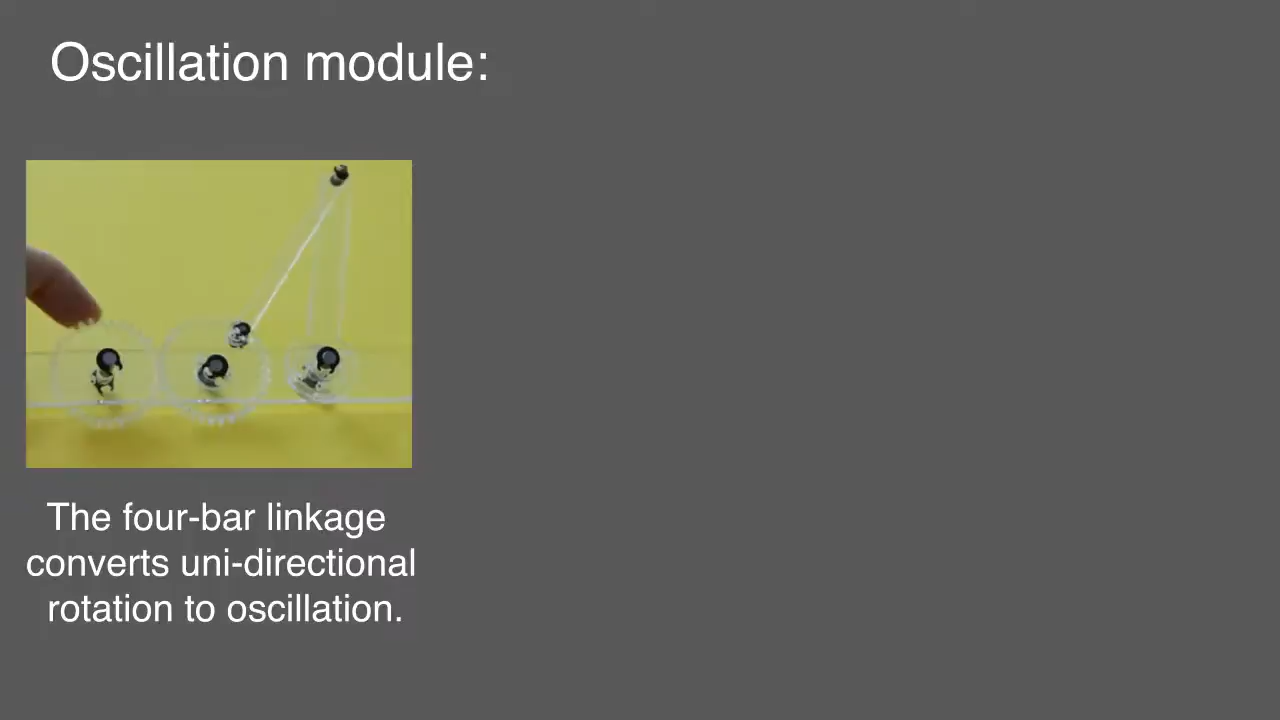 Oscillation module:
The four-bar linkage
converts uni-directional
rotation to oscillation.